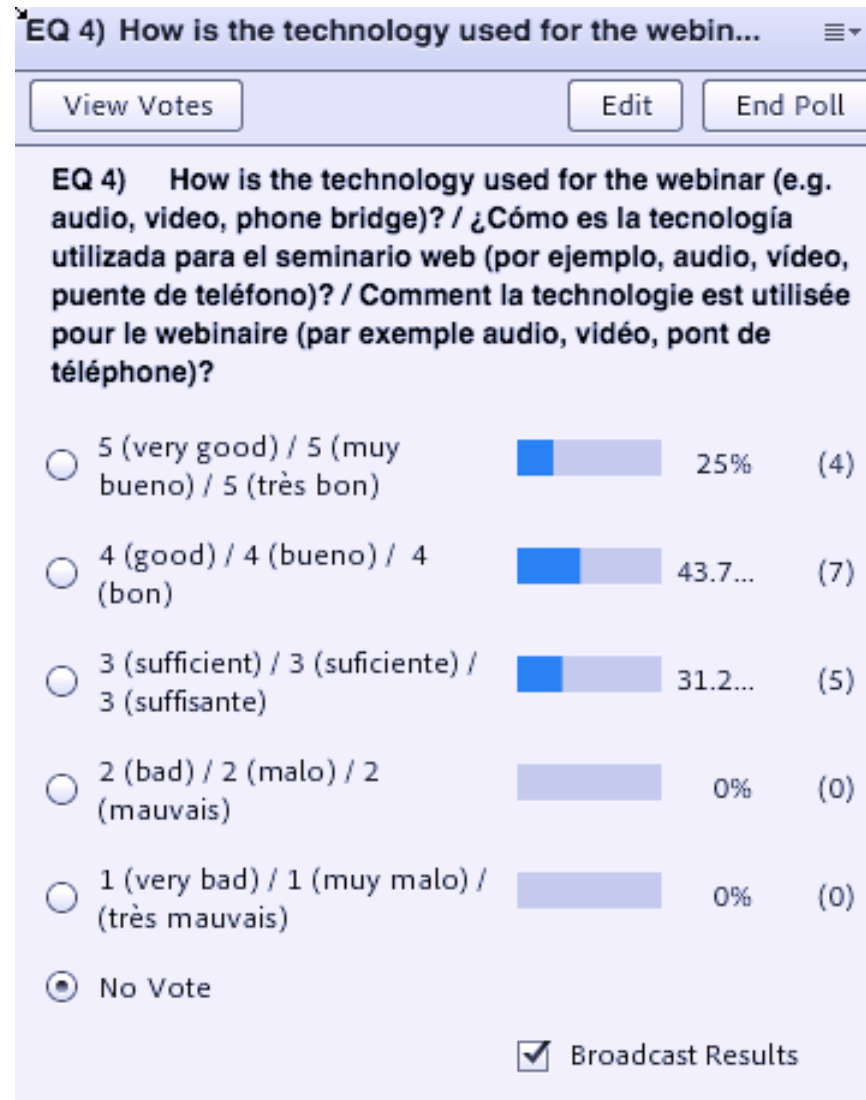 EQ 4) How is the technology used for the webin...
View Votes Edit End Poll
EQ 4) How is the technology used for the webinar (e.g.
audio, video, phone bridge)? / ¿Cómo es la tecnología
utilizada para el seminario web (por ejemplo, audio, vídeo,
puente de teléfono)? / Comment la technologie est utilisée
pour le webinaire (par exemple audio, vidéo, pont de
téléphone)?
5 (very good) / 5 (muy
bueno) / 5 (très bon)
25% (4)
4 (good) / 4 (bueno) / 4
(bon)
43.7... (7)
3 (sufficient) / 3 (suficiente) /
3 (suffisante)
31.2... (5)
2 (bad) / 2 (malo) / 2
(mauvais)
0% (0)
1 (very bad) / 1 (muy malo) /
(très mauvais)
0% (0)
No Vote
Broadcast Results